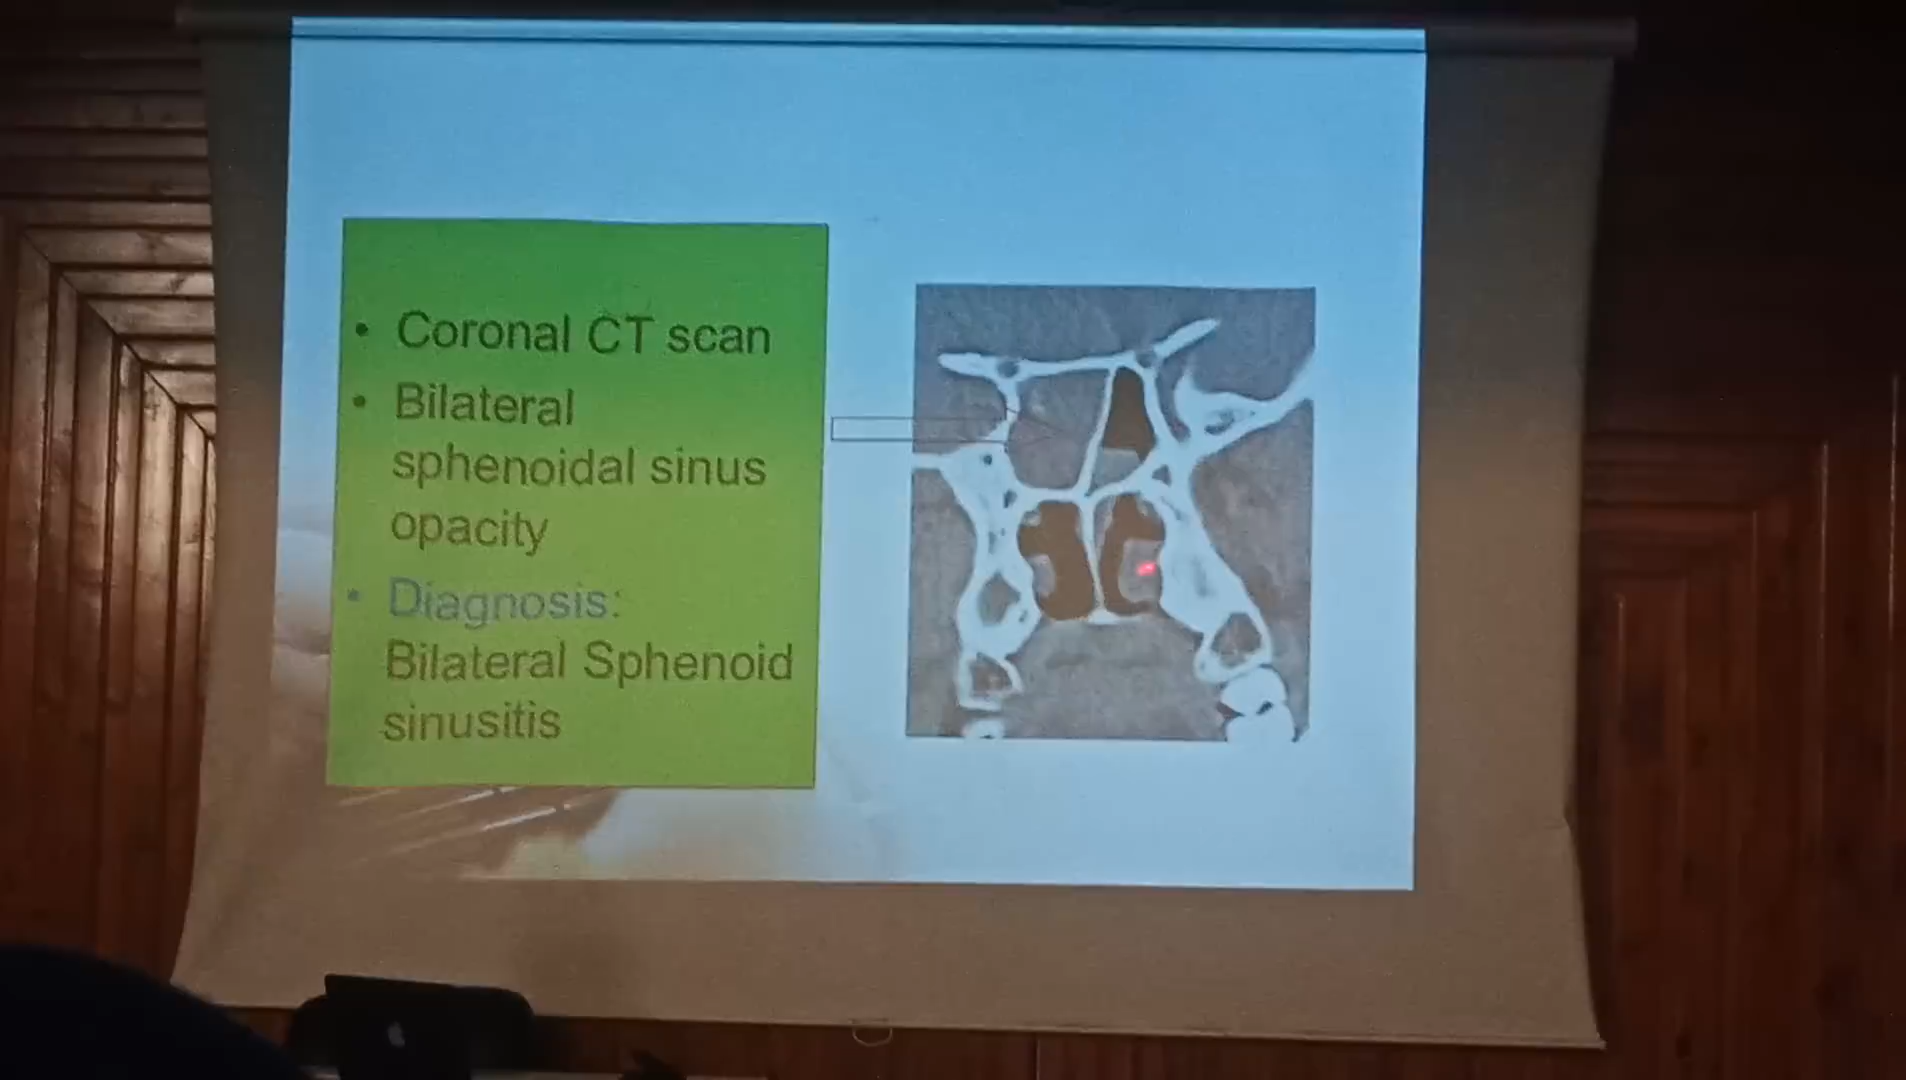 • Coronal CT scan
• Bilateral
sphenoidal sinus
opacity
• Diagnosis:
Bilateral Sphenoid
sinusitis